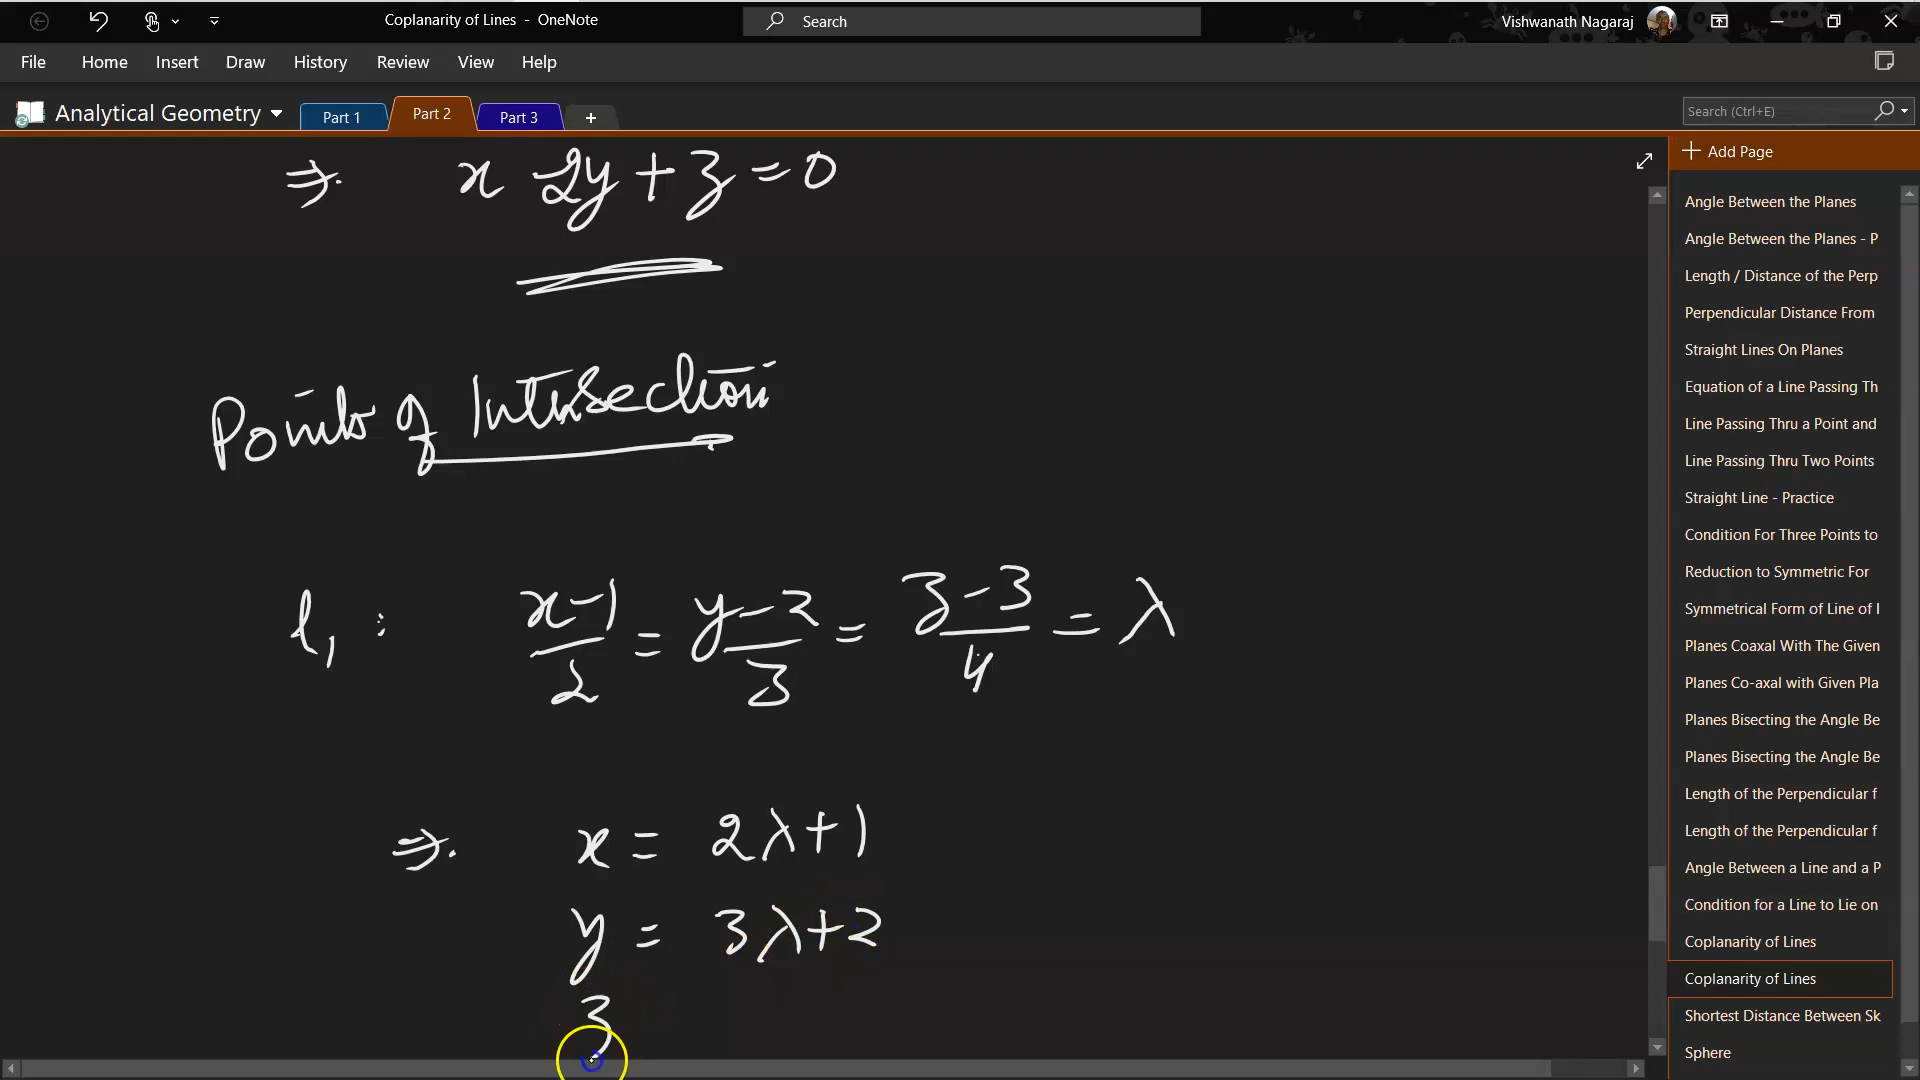 Coplanarity of Lines - OneNote
Search
Vishwanath Nagaraj
File Home Insert Draw History Review View Help
Analytical Geometry
Part 1 Part 2 Part 3 +
Search (Ctrl+E)
⇒ x 2y + z = 0
Points of Intersection
l₁ : x-1/2 = y-2/3 = z-3/4 = λ
⇒ x = 2λ+1
y = 3λ+2
z
Add Page
Angle Between the Planes
Angle Between the Planes - P
Length / Distance of the Perp
Perpendicular Distance From
Straight Lines On Planes
Equation of a Line Passing Th
Line Passing Thru a Point and
Line Passing Thru Two Points
Straight Line - Practice
Condition For Three Points to
Reduction to Symmetric For
Symmetrical Form of Line of I
Planes Coaxal With The Given
Planes Co-axal with Given Pla
Planes Bisecting the Angle Be
Planes Bisecting the Angle Be
Length of the Perpendicular f
Length of the Perpendicular f
Angle Between a Line and a P
Condition for a Line to Lie on
Coplanarity of Lines
Coplanarity of Lines
Shortest Distance Between Sk
Sphere